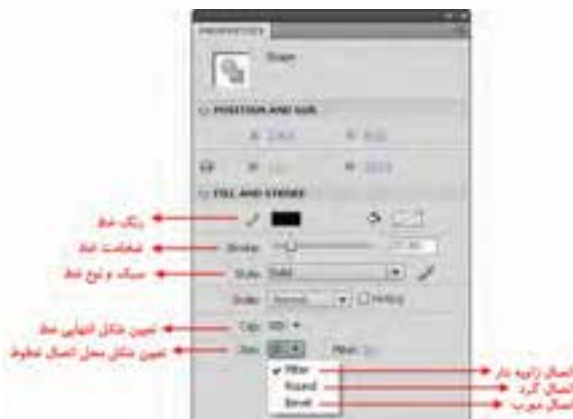 PROPERTIES
Shape
POSITION AND SIZE
X:
Y:
W:
H:
FILL AND STROKE
رنگ خط
Stroke:
ضخامت خط
Style: Solid
سبک و نوع خط
Scale: Normal
Hinting
Cap:
تعیین شکل انتهایی خط
Join:
Miter:
تعیین شکل محل اتصال خطوط
Miter
اتصال زاویه دار
Round
اتصال گرد
Bevel
اتصال مورب